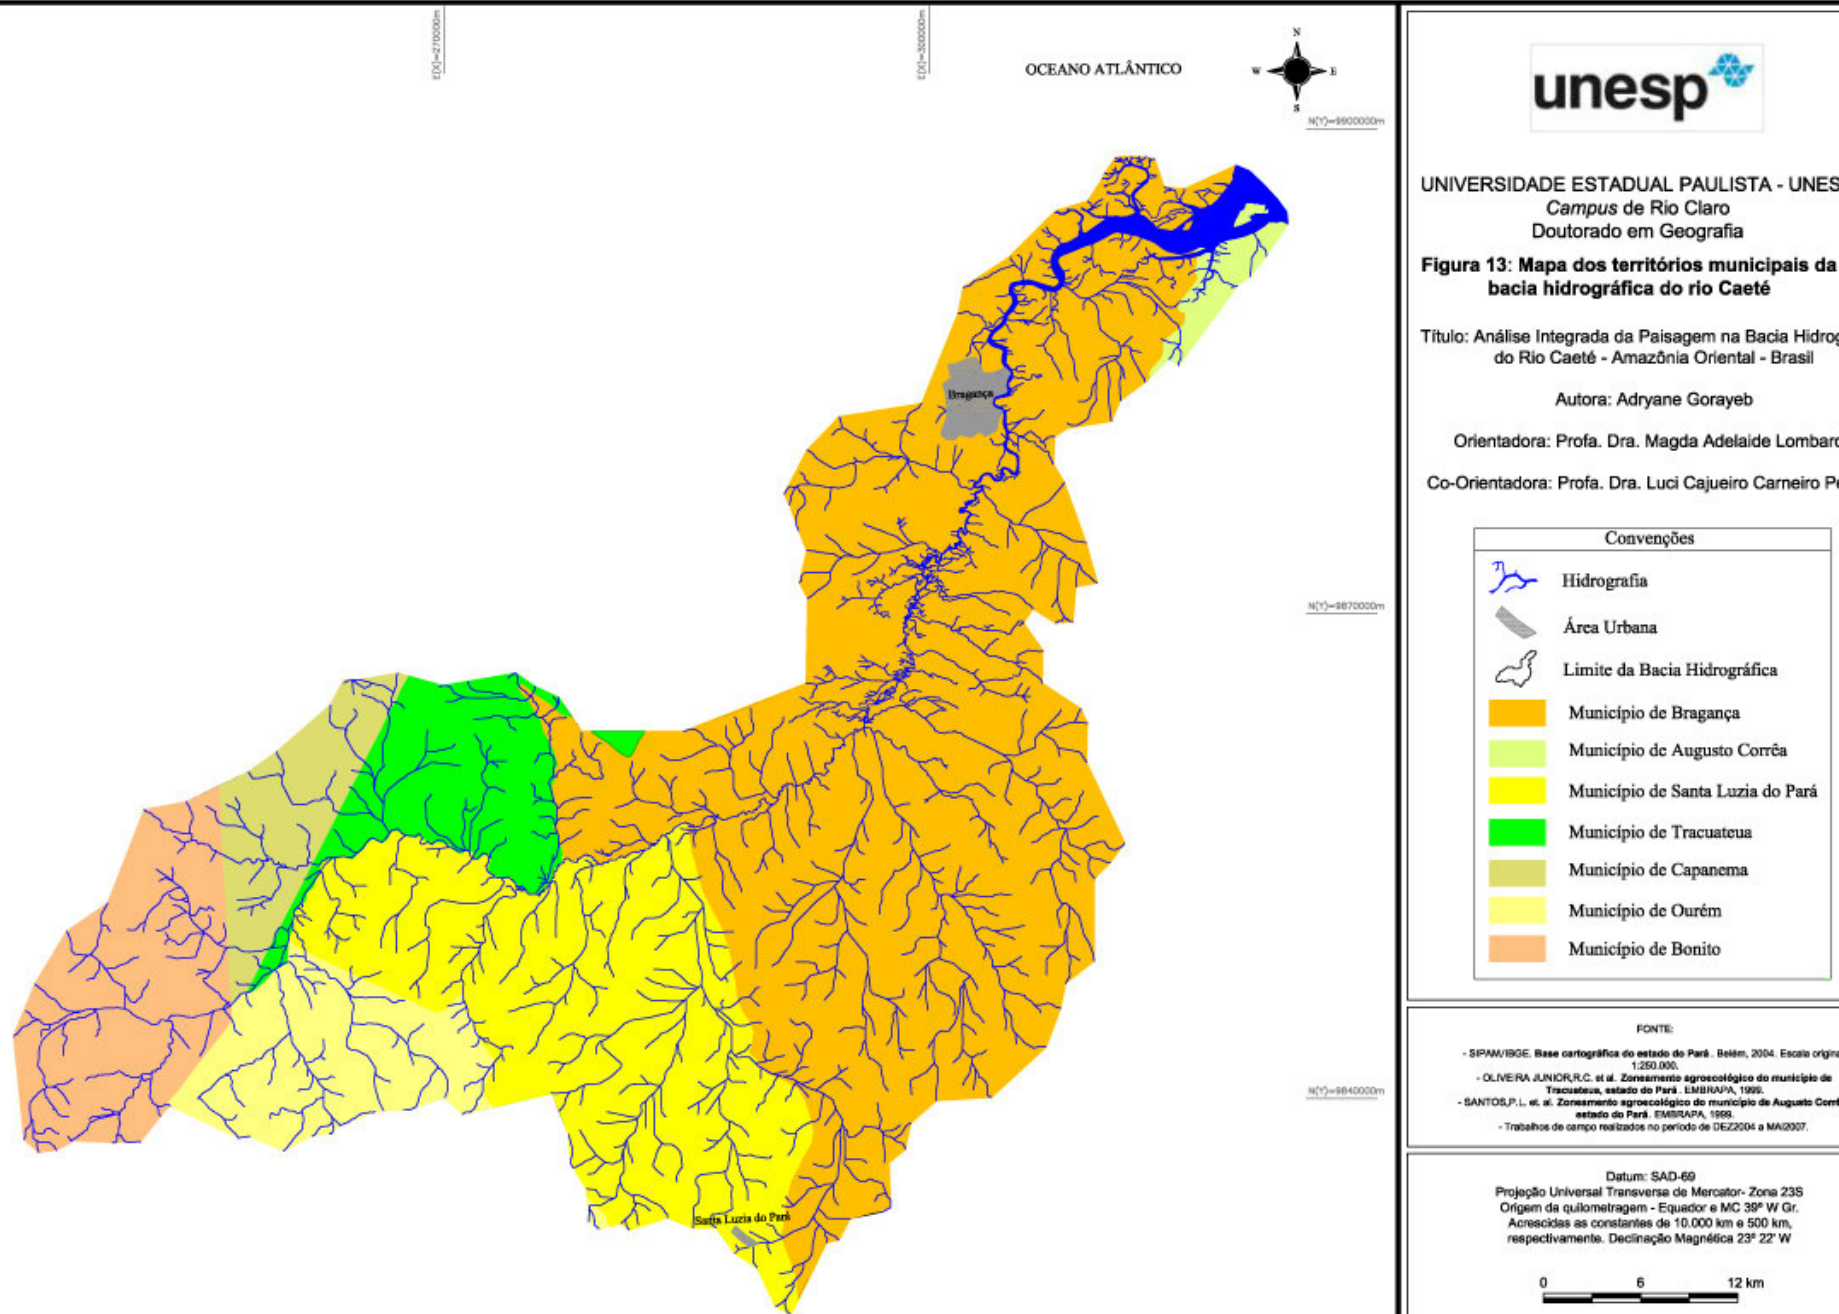 E(X)=270000m
E(X)=300000m
OCEANO ATLÂNTICO
N
W E
S
N(Y)=9900000m
N(Y)=9870000m
N(Y)=9840000m
Bragança
Santa Luzia do Pará
unesp
UNIVERSIDADE ESTADUAL PAULISTA - UNES
Campus de Rio Claro
Doutorado em Geografia
Figura 13: Mapa dos territórios municipais da
bacia hidrográfica do rio Caeté
Título: Análise Integrada da Paisagem na Bacia Hidrog
do Rio Caeté - Amazônia Oriental - Brasil
Autora: Adryane Gorayeb
Orientadora: Profa. Dra. Magda Adelaide Lombard
Co-Orientadora: Profa. Dra. Luci Cajueiro Carneiro Pe
Convenções
Hidrografia
Área Urbana
Limite da Bacia Hidrográfica
Município de Bragança
Município de Augusto Corrêa
Município de Santa Luzia do Pará
Município de Tracuateua
Município de Capanema
Município de Ourém
Município de Bonito
FONTE:
- SIPAM/IBGE. Base cartográfica do estado do Pará. Belém, 2004. Escala origina
1:250.000.
- OLIVEIRA JUNIOR,R.C. et al. Zoneamento agroecológico do município de
Tracuateua, estado do Pará. EMBRAPA, 1999.
- SANTOS,P.L. et. al. Zoneamento agroecológico do município de Augusto Corrê
estado do Pará. EMBRAPA, 1999.
- Trabalhos de campo realizados no período de DEZ2004 a MAI2007.
Datum: SAD-69
Projeção Universal Transversa de Mercator- Zona 23S
Origem da quilometragem - Equador e MC 39º W Gr.
Acrescidas as constantes de 10.000 km e 500 km,
respectivamente. Declinação Magnética 23º 22' W
0 6 12 km